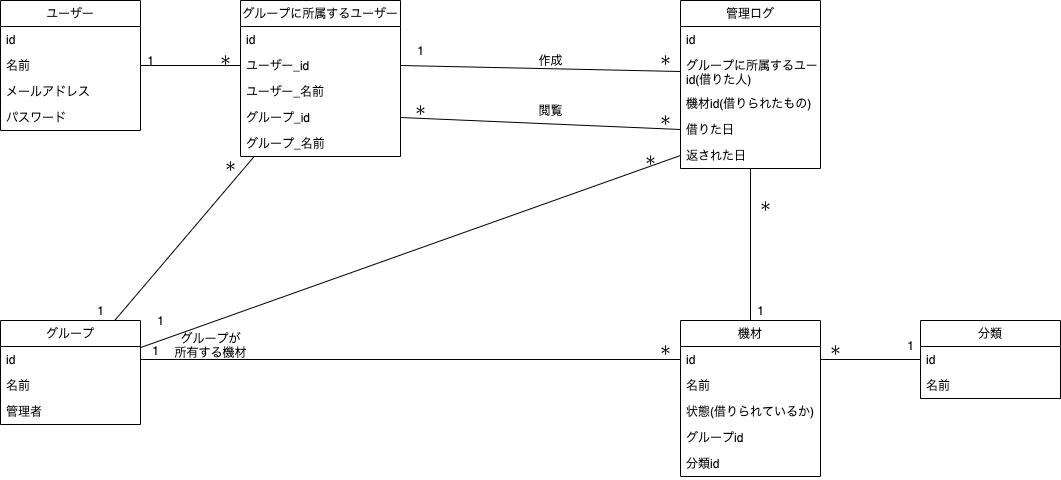 ユーザー
id
名前
メールアドレス
パスワード
1
*
グループに所属するユーザー
id
ユーザー_id
ユーザー_名前
グループ_id
グループ_名前
1
作成
*
*
閲覧
*
管理ログ
id
グループに所属するユー
id(借りた人)
機材id(借りられたもの)
借りた日
返された日
*
*
*
1
1
1
グループ
id
名前
管理者
1
グループが
所有する機材
*
機材
id
名前
状態(借りられているか)
グループid
分類id
*
1
分類
id
名前